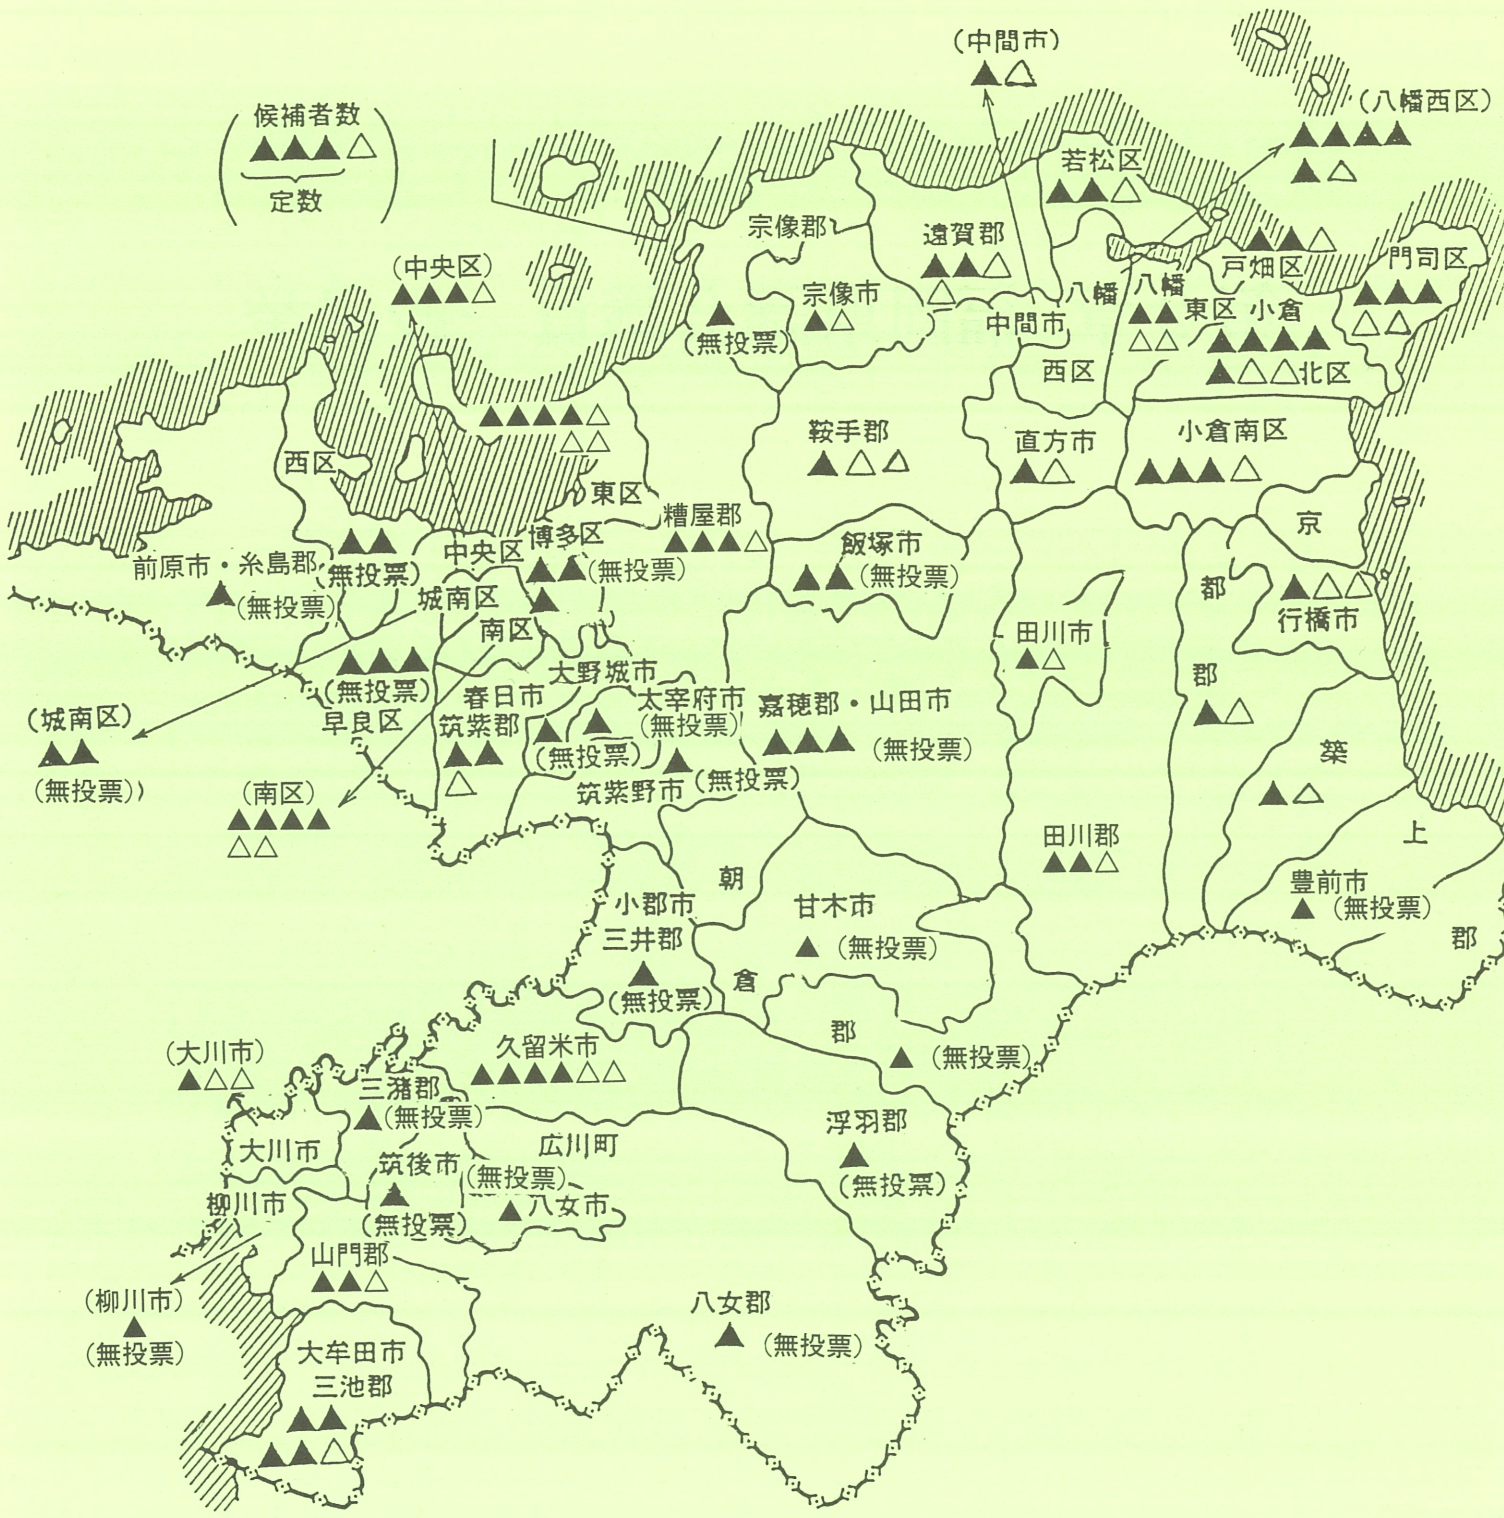 候補者数
▲▲▲△
定数
(中間市)
▲△
(八幡西区)
▲▲▲▲
▲△
若松区
▲▲△
宗像郡
▲
(無投票)
宗像市
▲△
遠賀郡
▲▲△
△
戸畑区
▲▲△
門司区
▲▲▲
△△
八幡
西区
中間市
八幡
東区
▲▲
△△
小倉
北区
▲▲▲▲
▲△△
(中央区)
▲▲▲△
▲▲▲▲△
△△
東区
西区
▲▲
(無投票)
前原市・糸島郡
▲(無投票)
中央区
博多区
▲▲(無投票)
▲
城南区
南区
糟屋郡
▲▲▲△
鞍手郡
▲△△
直方市
▲△
小倉南区
▲▲▲△
飯塚市
▲▲(無投票)
京
都
郡
▲△
▲△△
行橋市
田川市
▲△
▲▲▲
(無投票)
早良区
(城南区)
▲▲
(無投票))
(南区)
▲▲▲▲
△△
春日市
筑紫郡
▲▲
△
大野城市
▲
(無投票)
太宰府市
(無投票)
▲
筑紫野市
▲
(無投票)
嘉穂郡・山田市
▲▲▲ (無投票)
田川郡
▲▲△
築
上
郡
▲△
豊前市
▲ (無投票)
朝
倉
郡
▲ (無投票)
甘木市
▲ (無投票)
小郡市
三井郡
▲
(無投票)
久留米市
▲▲▲▲△△
(大川市)
▲△△
大川市
三潴郡
▲(無投票)
広川町
筑後市
▲
(無投票)
(無投票)
▲八女市
浮羽郡
▲
(無投票)
柳川市
(柳川市)
▲
(無投票)
山門郡
▲▲△
八女郡
▲ (無投票)
大牟田市
三池郡
▲▲
▲▲△